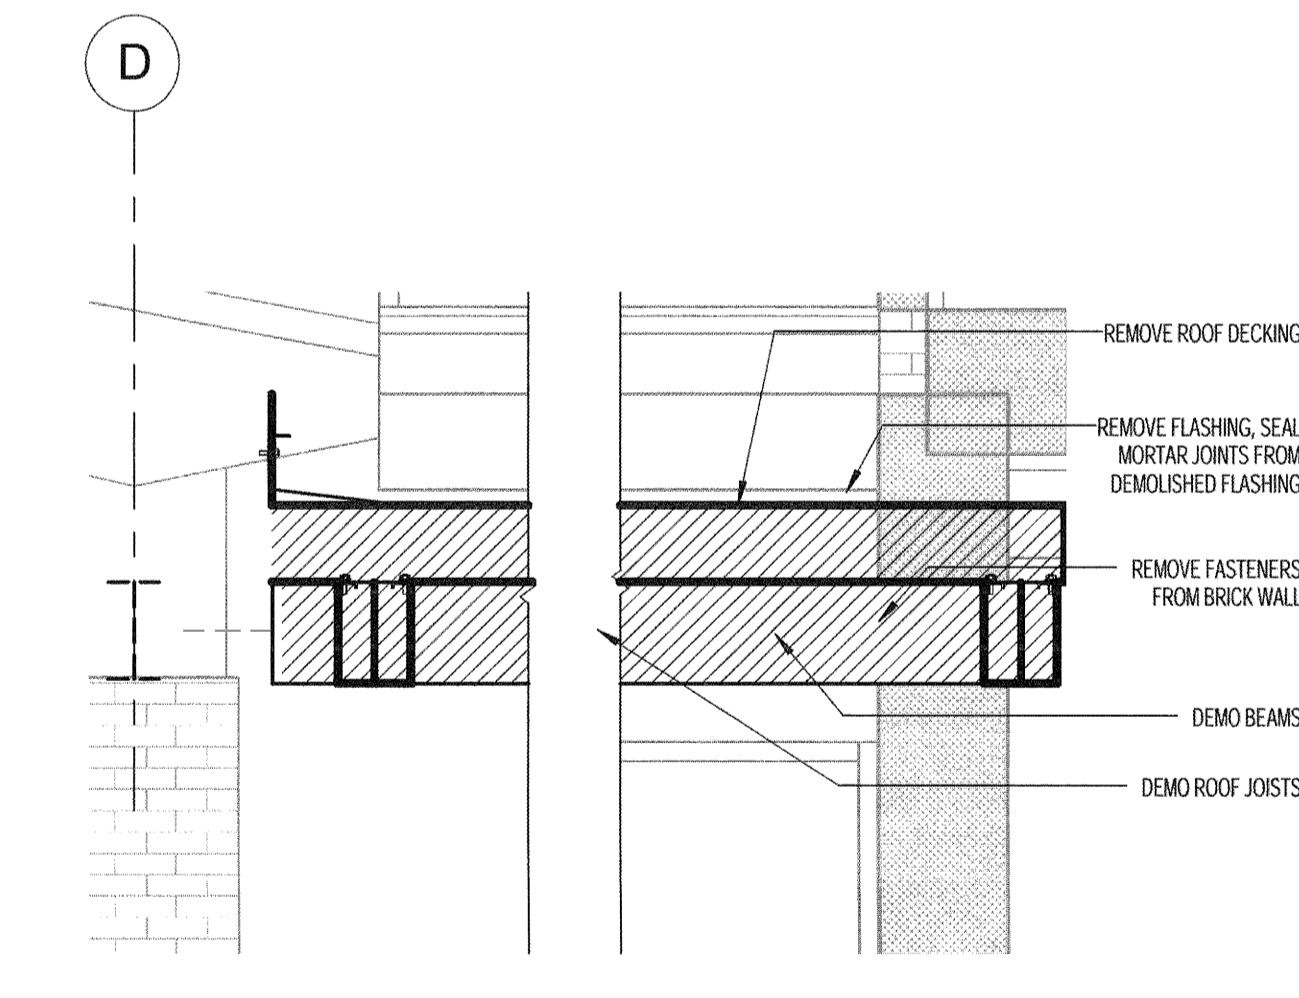 D
REMOVE ROOF DECKING
REMOVE FLASHING, SEAL
MORTAR JOINTS FROM
DEMOLISHED FLASHING
REMOVE FASTENERS
FROM BRICK WALL
DEMO BEAMS
DEMO ROOF JOISTS